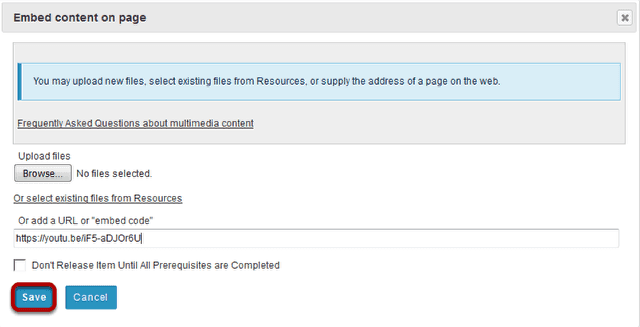 Embed content on page
You may upload new files, select existing files from Resources, or supply the address of a page on the web.
Frequently Asked Questions about multimedia content
Upload files
Browse... No files selected.
Or select existing files from Resources
Or add a URL or "embed code"
https://youtu.be/iF5-aDJOr6U
Don't Release Item Until All Prerequisites are Completed
Save Cancel